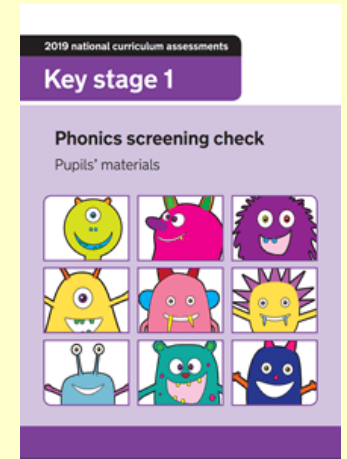 2019 national curriculum assessments
Key stage 1
Phonics screening check
Pupils' materials